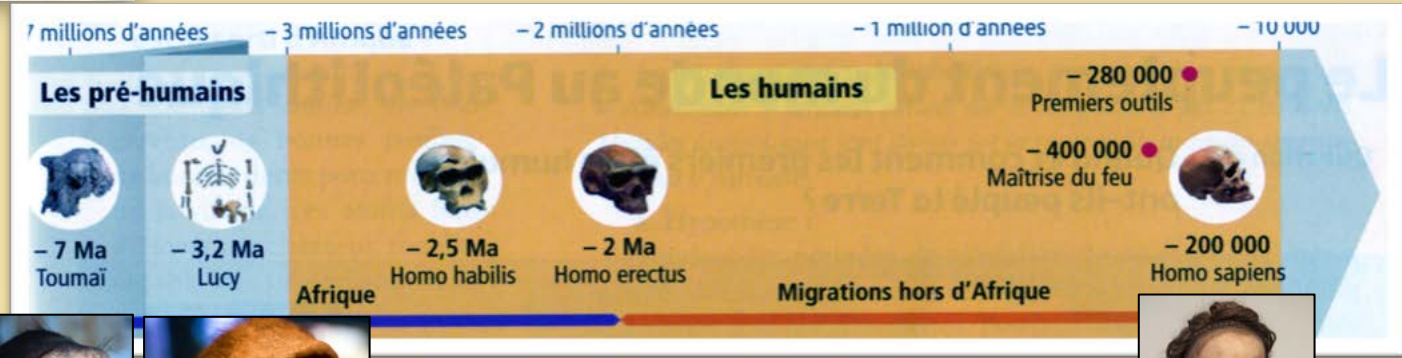 7 millions d'années
– 3 millions d'années
– 2 millions d'années
– 1 million d'années
– 10 000
Les pré-humains
Les humains
– 280 000
Premiers outils
– 400 000
Maîtrise du feu
– 7 Ma
Toumaï
– 3,2 Ma
Lucy
– 2,5 Ma
Homo habilis
– 2 Ma
Homo erectus
– 200 000
Homo sapiens
Afrique
Migrations hors d'Afrique